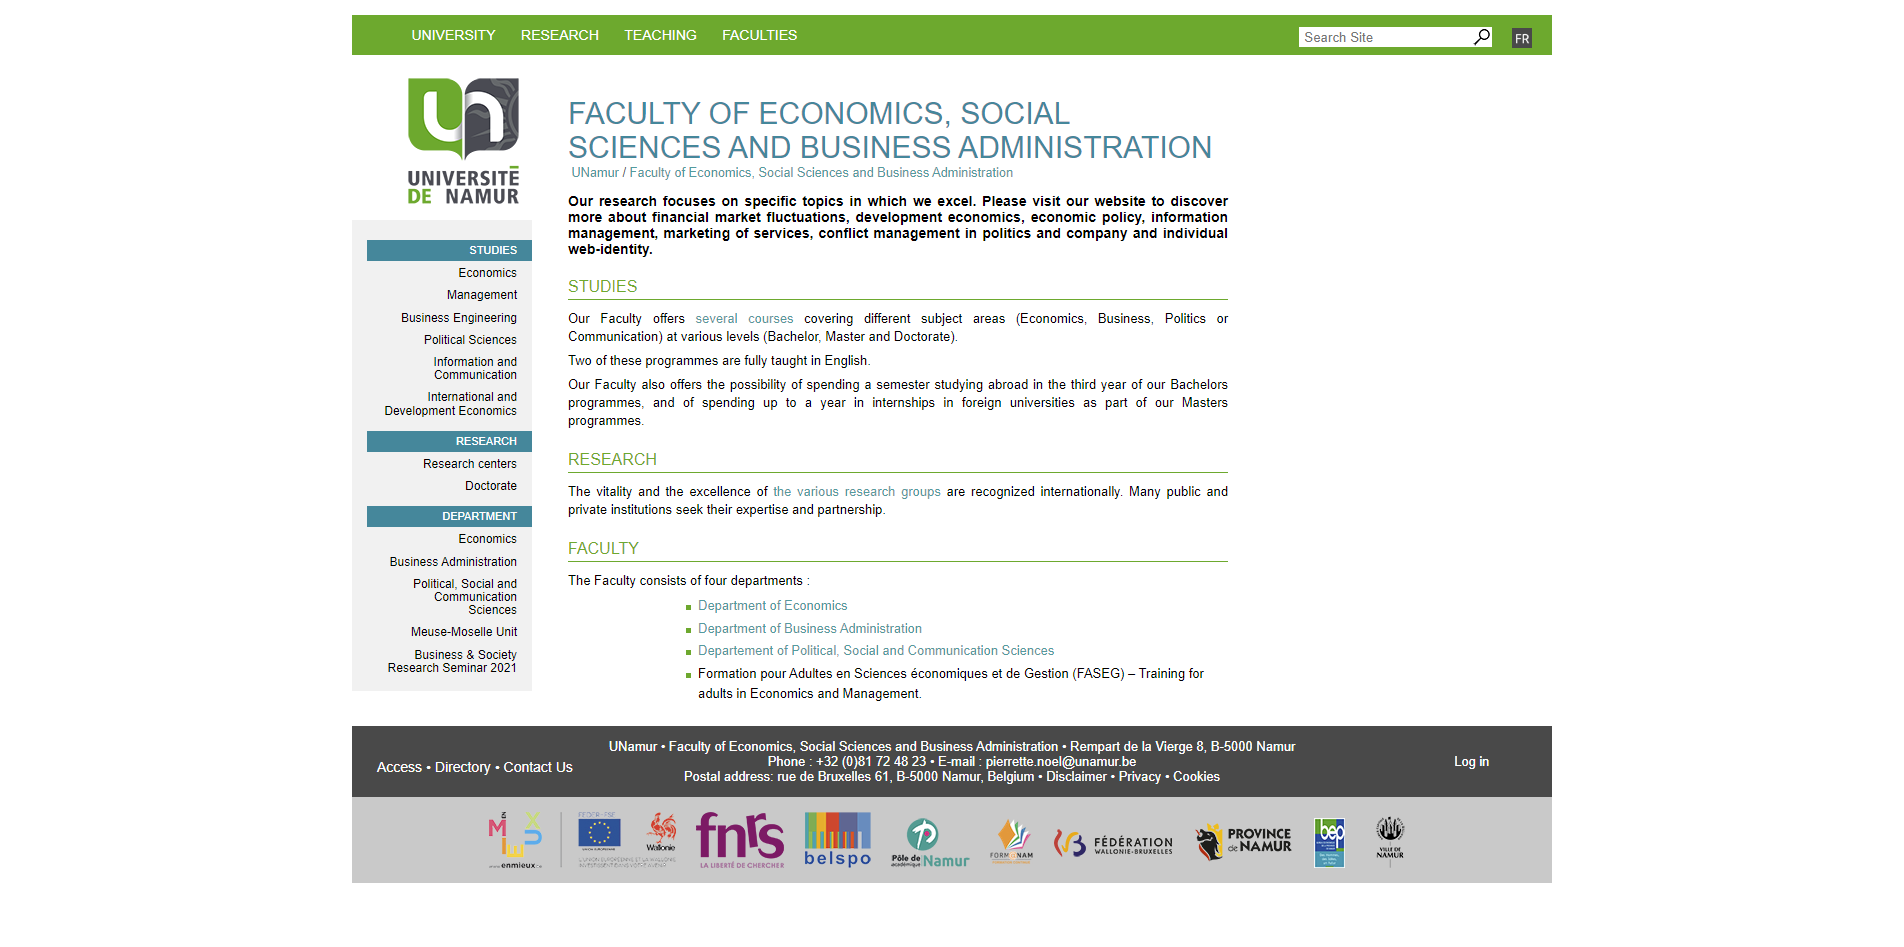 UNIVERSITY RESEARCH TEACHING FACULTIES
Search Site
FR
UNIVERSITÉ
DE NAMUR
FACULTY OF ECONOMICS, SOCIAL
SCIENCES AND BUSINESS ADMINISTRATION
UNamur / Faculty of Economics, Social Sciences and Business Administration
Our research focuses on specific topics in which we excel. Please visit our website to discover
more about financial market fluctuations, development economics, economic policy, information
management, marketing of services, conflict management in politics and company and individual
web-identity.
STUDIES
Economics
Management
Business Engineering
Political Sciences
Information and
Communication
International and
Development Economics
RESEARCH
Research centers
Doctorate
DEPARTMENT
Economics
Business Administration
Political, Social and
Communication
Sciences
Meuse-Moselle Unit
Business & Society
Research Seminar 2021
STUDIES
Our Faculty offers several courses covering different subject areas (Economics, Business, Politics or
Communication) at various levels (Bachelor, Master and Doctorate).
Two of these programmes are fully taught in English.
Our Faculty also offers the possibility of spending a semester studying abroad in the third year of our Bachelors
programmes, and of spending up to a year in internships in foreign universities as part of our Masters
programmes.
RESEARCH
The vitality and the excellence of the various research groups are recognized internationally. Many public and
private institutions seek their expertise and partnership.
FACULTY
The Faculty consists of four departments :
Department of Economics
Department of Business Administration
Departement of Political, Social and Communication Sciences
Formation pour Adultes en Sciences économiques et de Gestion (FASEG) – Training for
adults in Economics and Management.
Access • Directory • Contact Us
UNamur • Faculty of Economics, Social Sciences and Business Administration • Rempart de la Vierge 8, B-5000 Namur
Phone : +32 (0)81 72 48 23 • E-mail : pierrette.noel@unamur.be
Postal address: rue de Bruxelles 61, B-5000 Namur, Belgium • Disclaimer • Privacy • Cookies
Log in
www.enmieux.be
FEDER-FSE
Wallonie
fnrs
LA LIBERTÉ DE CHERCHER
belspo
Pôle de
académique Namur
FORM@NAM
FÉDÉRATION
WALLONIE-BRUXELLES
PROVINCE
de NAMUR
bep
VILLE DE
NAMUR